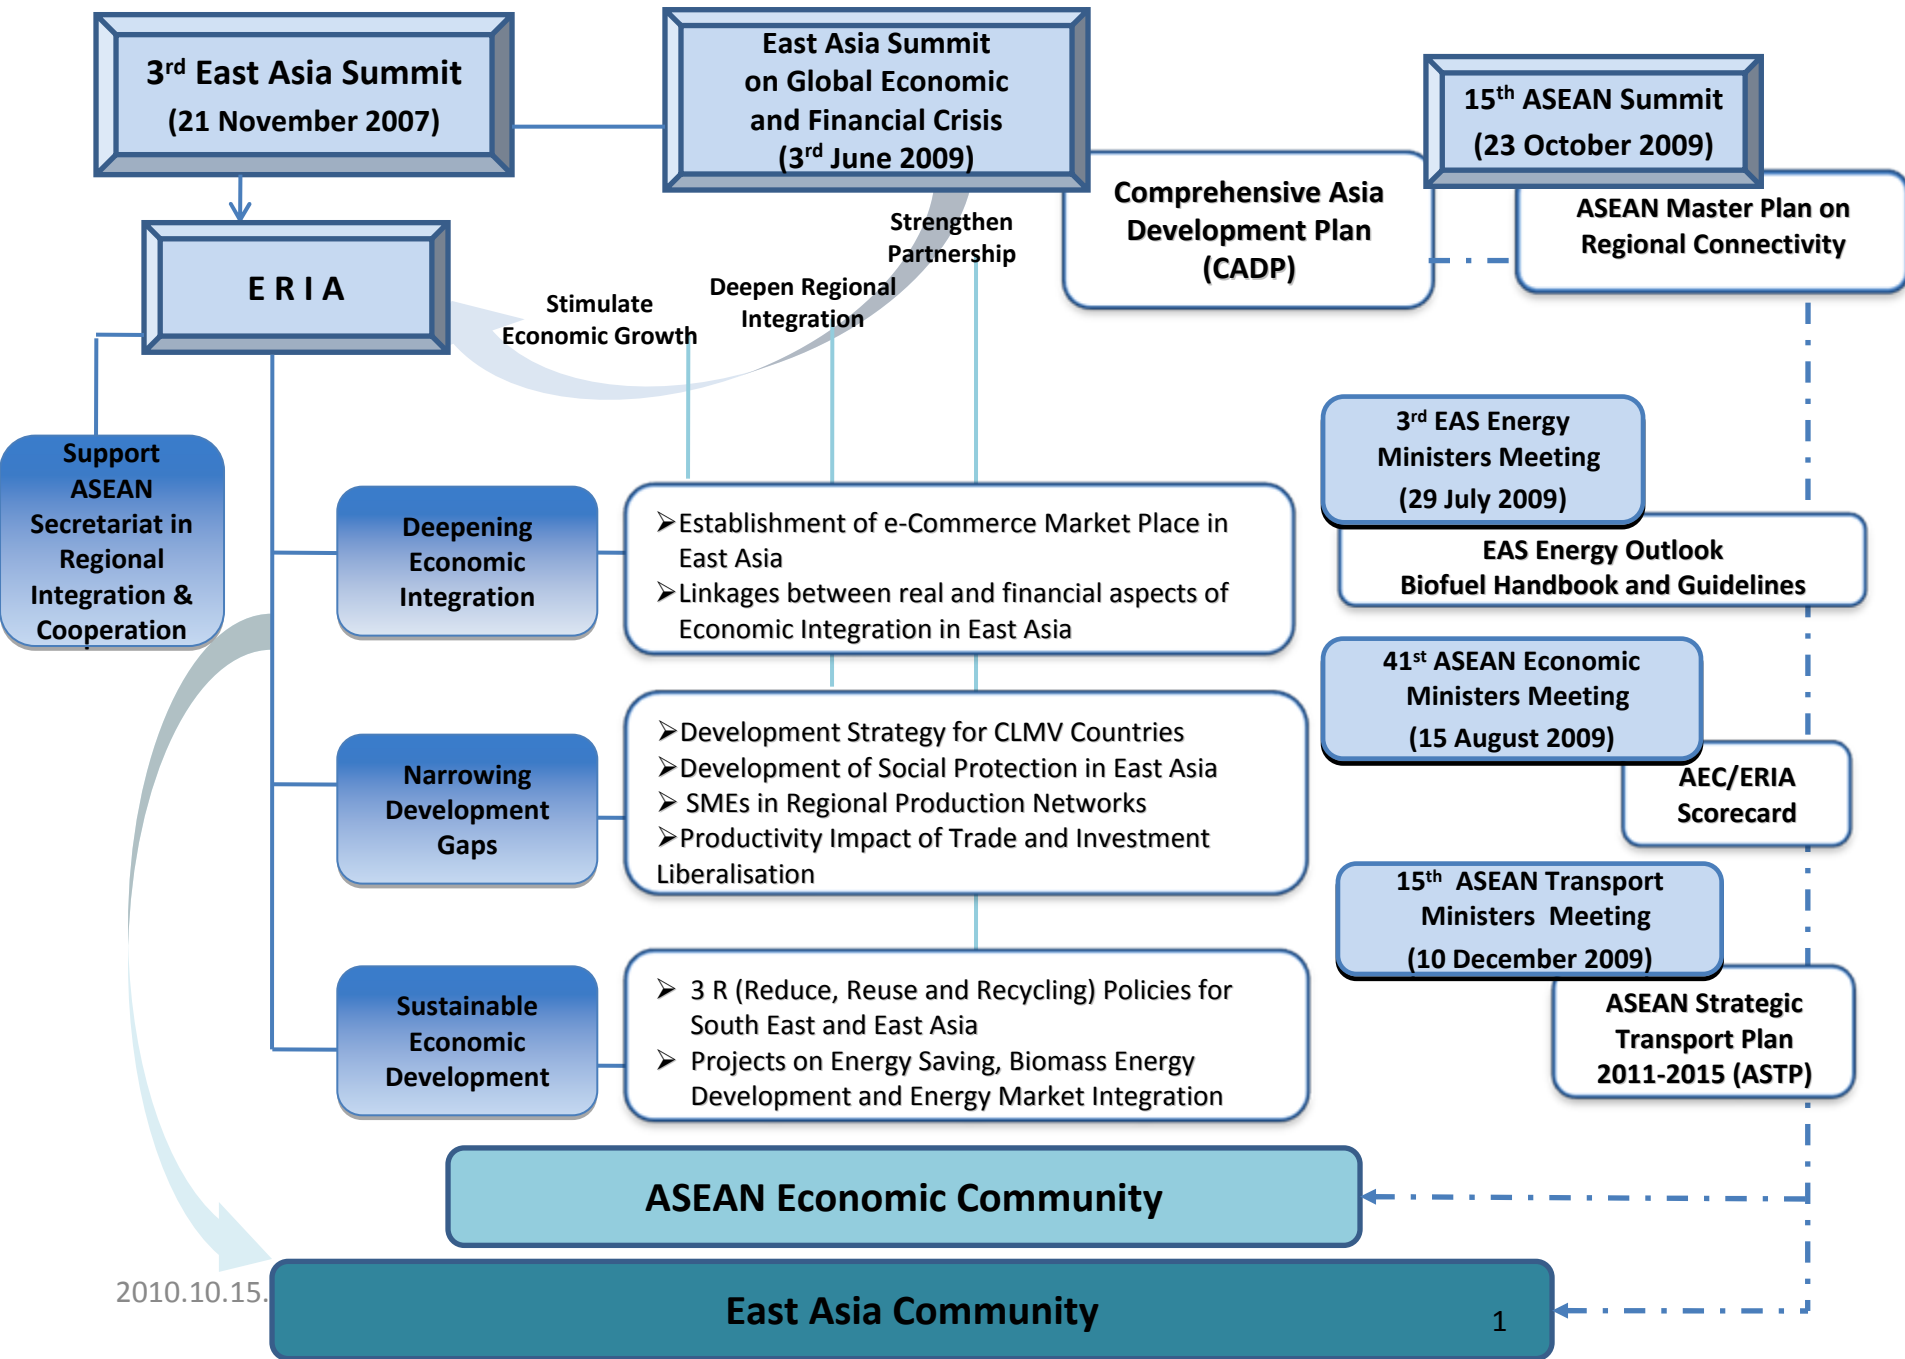 3rd East Asia Summit
(21 November 2007)
East Asia Summit
on Global Economic
and Financial Crisis
(3rd June 2009)
15th ASEAN Summit
(23 October 2009)
Comprehensive Asia
Development Plan
(CADP)
ASEAN Master Plan on
Regional Connectivity
E R I A
Strengthen
Partnership
Deepen Regional
Integration
Stimulate
Economic Growth
Support
ASEAN
Secretariat in
Regional
Integration &
Cooperation
Deepening
Economic
Integration
➢Establishment of e-Commerce Market Place in
East Asia
➢Linkages between real and financial aspects of
Economic Integration in East Asia
Narrowing
Development
Gaps
➢Development Strategy for CLMV Countries
➢Development of Social Protection in East Asia
➢ SMEs in Regional Production Networks
➢Productivity Impact of Trade and Investment
Liberalisation
Sustainable
Economic
Development
➢ 3 R (Reduce, Reuse and Recycling) Policies for
South East and East Asia
➢ Projects on Energy Saving, Biomass Energy
Development and Energy Market Integration
3rd EAS Energy
Ministers Meeting
(29 July 2009)
EAS Energy Outlook
Biofuel Handbook and Guidelines
41st ASEAN Economic
Ministers Meeting
(15 August 2009)
AEC/ERIA
Scorecard
15th ASEAN Transport
Ministers Meeting
(10 December 2009)
ASEAN Strategic
Transport Plan
2011-2015 (ASTP)
ASEAN Economic Community
East Asia Community
2010.10.15.
1